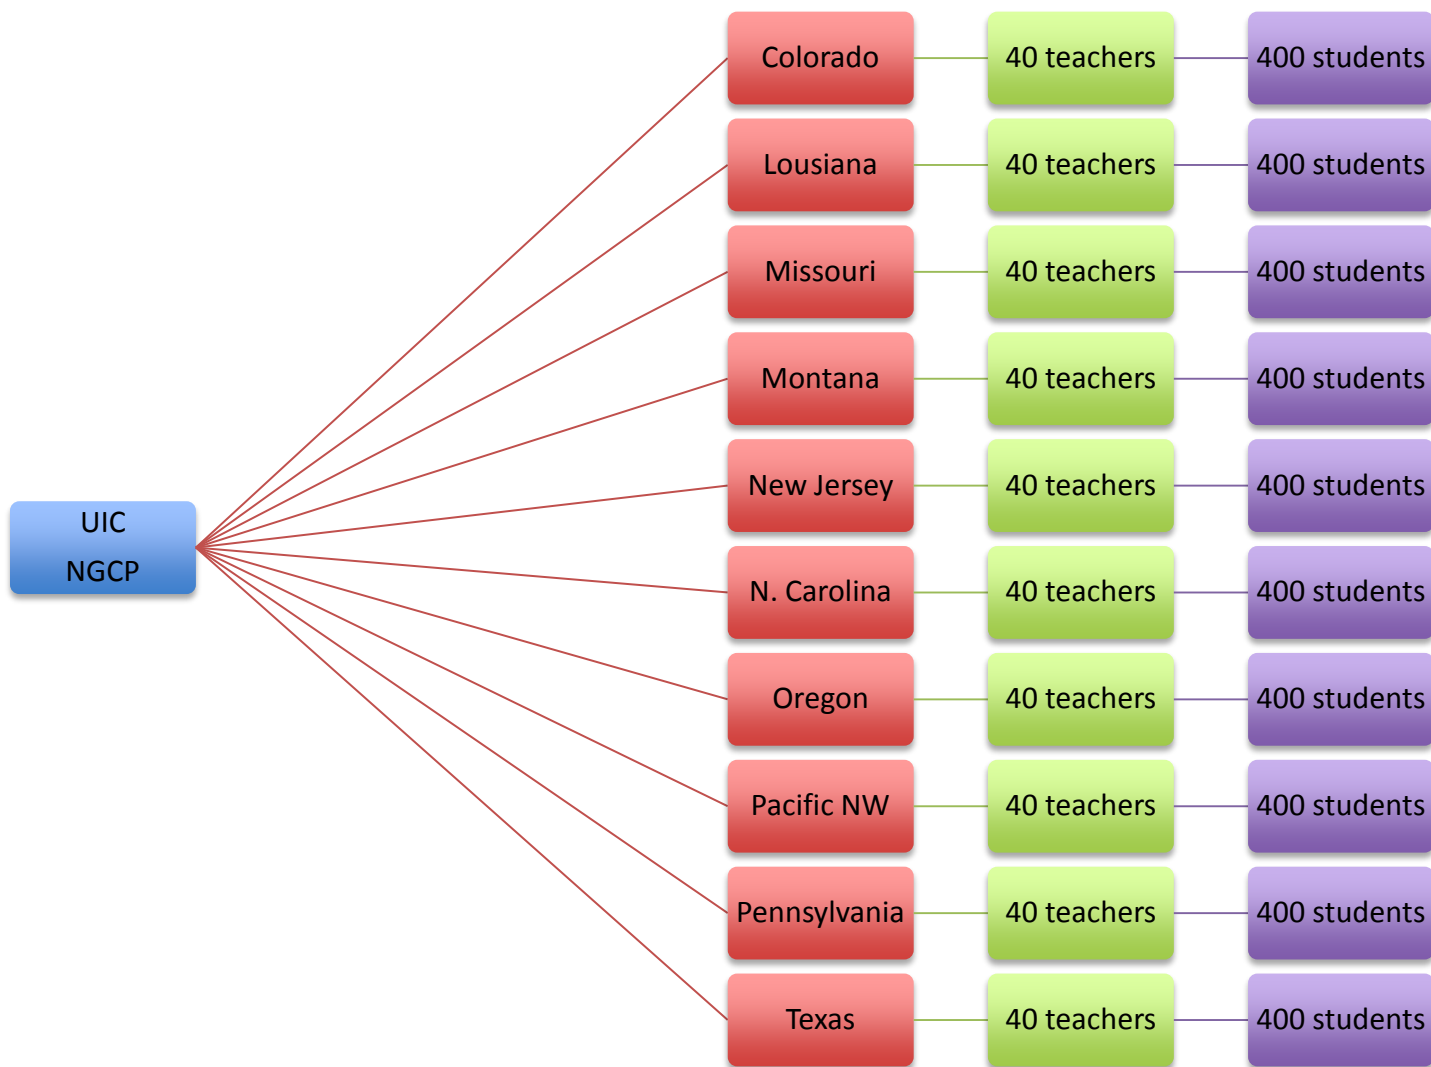 Colorado 40 teachers 400 students
Lousiana 40 teachers 400 students
Missouri 40 teachers 400 students
Montana 40 teachers 400 students
New Jersey 40 teachers 400 students
UIC
NGCP
N. Carolina 40 teachers 400 students
Oregon 40 teachers 400 students
Pacific NW 40 teachers 400 students
Pennsylvania 40 teachers 400 students
Texas 40 teachers 400 students